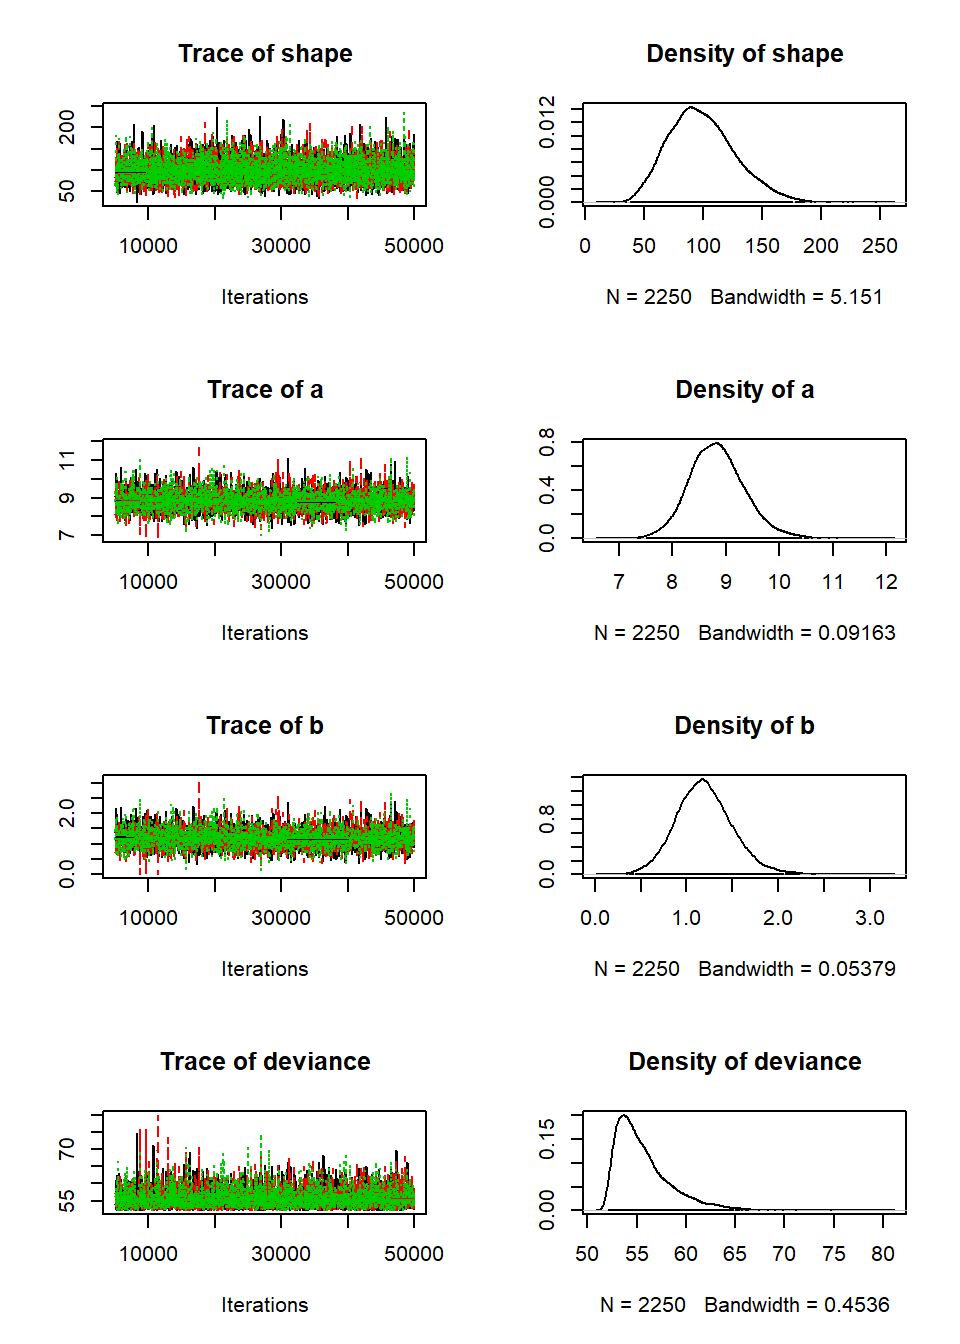 Trace of shape
50 200
10000 30000 50000
Iterations
Density of shape
0.000 0.012
0 50 100 150 200 250
N = 2250 Bandwidth = 5.151
Trace of a
7 9 11
10000 30000 50000
Iterations
Density of a
0.0 0.4 0.8
7 8 9 10 11 12
N = 2250 Bandwidth = 0.09163
Trace of b
0.0 2.0
10000 30000 50000
Iterations
Density of b
0.0 0.8
0.0 1.0 2.0 3.0
N = 2250 Bandwidth = 0.05379
Trace of deviance
55 70
10000 30000 50000
Iterations
Density of deviance
0.00 0.15
50 55 60 65 70 75 80
N = 2250 Bandwidth = 0.4536